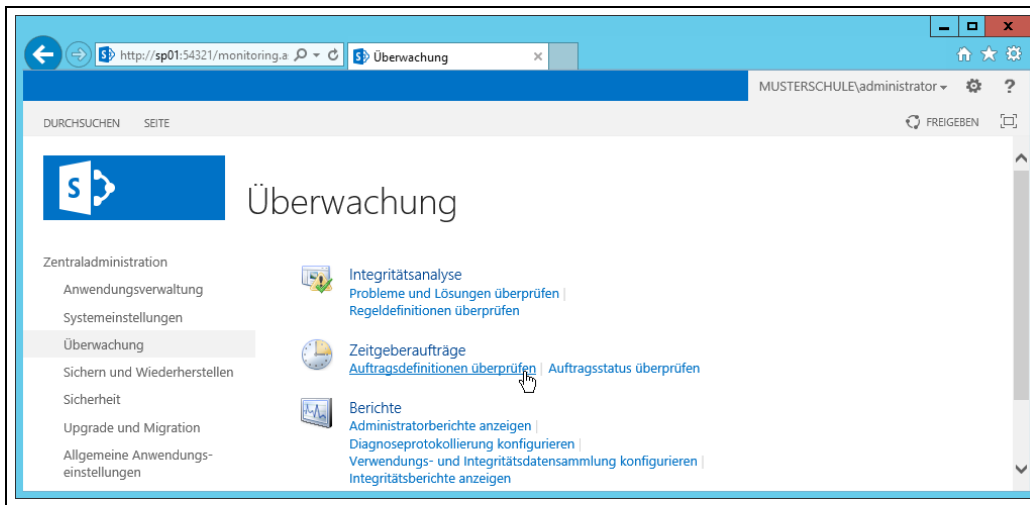 http://sp01:54321/monitoring.a
Überwachung
MUSTERSCHULE\administrator
?
DURCHSUCHEN SEITE
FREIGEBEN
S
Überwachung
Zentraladministration
Anwendungsverwaltung
Systemeinstellungen
Überwachung
Sichern und Wiederherstellen
Sicherheit
Upgrade und Migration
Allgemeine Anwendungs-
einstellungen
Integritätsanalyse
Probleme und Lösungen überprüfen |
Regeldefinitionen überprüfen
Zeitgeberaufträge
Auftragsdefinitionen überprüfen | Auftragsstatus überprüfen
Berichte
Administratorberichte anzeigen |
Diagnoseprotokollierung konfigurieren |
Verwendungs- und Integritätsdatensammlung konfigurieren |
Integritätsberichte anzeigen